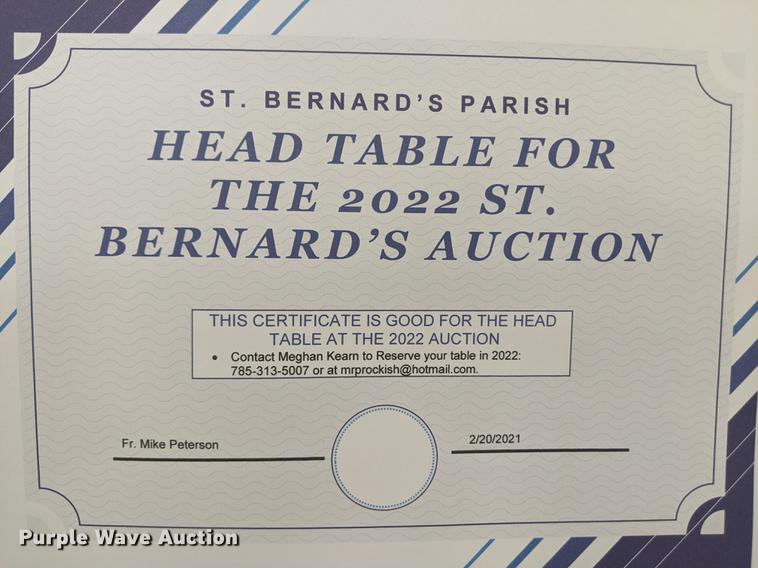 ST. BERNARD'S PARISH
HEAD TABLE FOR
THE 2022 ST.
BERNARD'S AUCTION
THIS CERTIFICATE IS GOOD FOR THE HEAD
TABLE AT THE 2022 AUCTION
• Contact Meghan Kearn to Reserve your table in 2022:
785-313-5007 or at mrprockish@hotmail.com.
Fr. Mike Peterson
2/20/2021
Purple Wave Auction